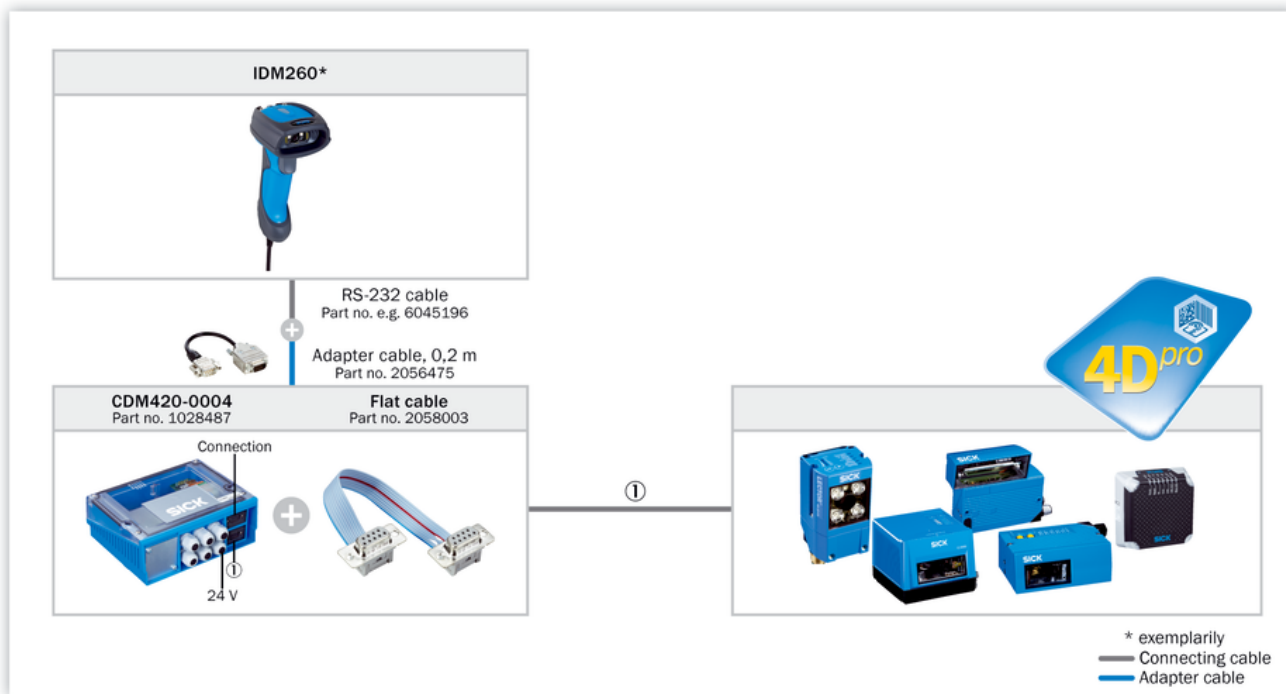 IDM260*
RS-232 cable
Part no. e.g. 6045196
Adapter cable, 0,2 m
Part no. 2056475
4Dpro
CDM420-0004
Part no. 1028487
Flat cable
Part no. 2058003
Connection
SICK
①
24 V
①
SICK
SICK
SICK
SICK
SICK
* exemplarily
Connecting cable
Adapter cable